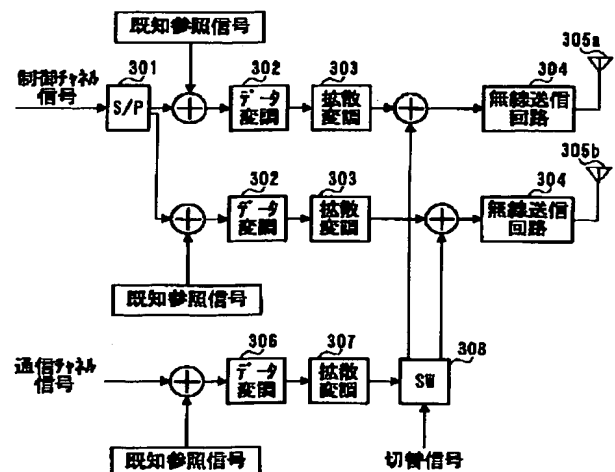 既知参照信号
305a
制御チャネル
信号
301
S/P
302
データ
変調
303
拡散
変調
304
無線送信
回路
305b
302
データ
変調
303
拡散
変調
304
無線送信
回路
既知参照信号
通信チャネル
信号
306
データ
変調
307
拡散
変調
308
SW
既知参照信号
切替信号